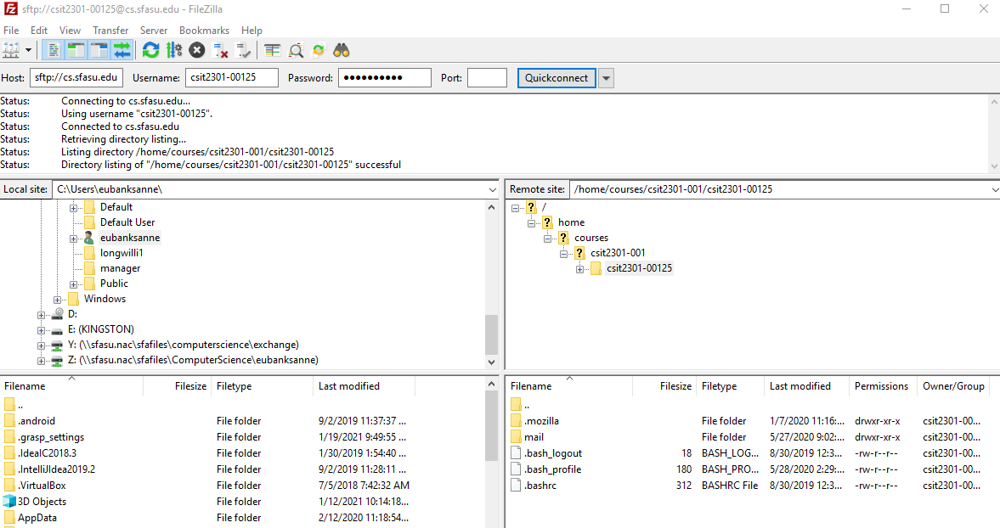 sftp://csit2301-00125@cs.sfasu.edu - FileZilla
File Edit View Transfer Server Bookmarks Help
Host: sftp://cs.sfasu.edu Username: csit2301-00125 Password: ●●●●●●●●●● Port: Quickconnect
Status: Connecting to cs.sfasu.edu...
Status: Using username "csit2301-00125".
Status: Connected to cs.sfasu.edu
Status: Retrieving directory listing...
Status: Listing directory /home/courses/csit2301-001/csit2301-00125
Status: Directory listing of "/home/courses/csit2301-001/csit2301-00125" successful
Local site: C:\Users\eubanksanne\
Default
Default User
eubanksanne
longwilli1
manager
Public
Windows
D:
E: (KINGSTON)
Y: (\\sfasu.nac\sfafiles\computerscience\exchange)
Z: (\\sfasu.nac\sfafiles\ComputerScience\eubanksanne)
Filename Filesize Filetype Last modified
..
.android File folder 9/2/2019 11:37:37 ...
.grasp_settings File folder 1/19/2021 9:49:55 ...
.IdeaIC2018.3 File folder 1/30/2019 1:54:40 ...
.IntelliJIdea2019.2 File folder 9/2/2019 11:28:11 ...
.VirtualBox File folder 7/5/2018 7:42:32 AM
3D Objects File folder 1/12/2021 10:14:18...
AppData File folder 2/12/2020 11:18:54...
Remote site: /home/courses/csit2301-001/csit2301-00125
/
home
courses
csit2301-001
csit2301-00125
Filename Filesize Filetype Last modified Permissions Owner/Group
..
.mozilla File folder 1/7/2020 11:16:... drwxr-xr-x csit2301-00...
mail File folder 5/27/2020 9:02:... drwxr-xr-x csit2301-00...
.bash_logout 18 BASH_LOG... 8/30/2019 12:3... -rw-r--r-- csit2301-00...
.bash_profile 180 BASH_PRO... 5/28/2020 2:29:... -rw-r--r-- csit2301-00...
.bashrc 312 BASHRC File 8/30/2019 12:3... -rw-r--r-- csit2301-00...